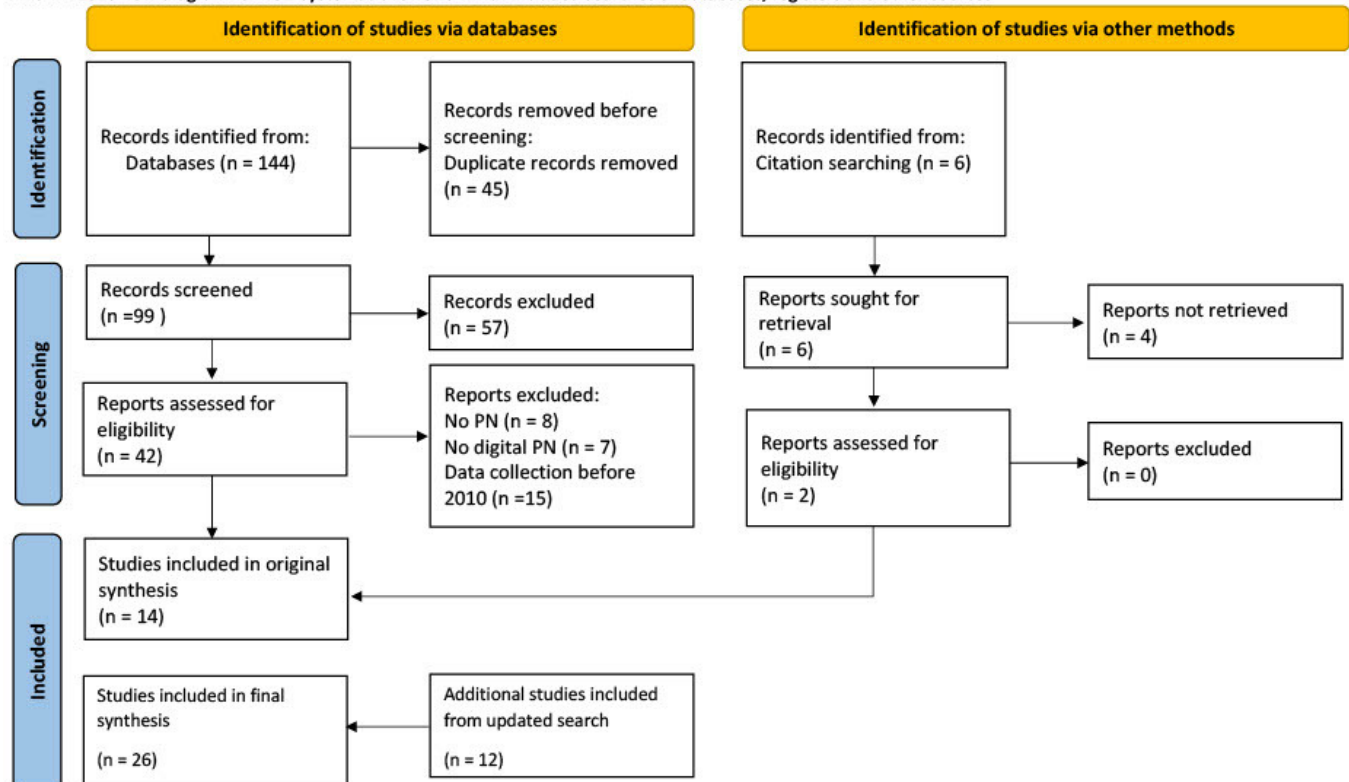 Identification of studies via databases
Identification of studies via other methods
Identification
Records identified from:
Databases (n = 144)
Records removed before
screening:
Duplicate records removed
(n = 45)
Records identified from:
Citation searching (n = 6)
Screening
Records screened
(n =99 )
Records excluded
(n = 57)
Reports sought for
retrieval
(n = 6)
Reports not retrieved
(n = 4)
Reports assessed for
eligibility
(n = 42)
Reports excluded:
No PN (n = 8)
No digital PN (n = 7)
Data collection before
2010 (n =15)
Reports assessed for
eligibility
(n = 2)
Reports excluded
(n = 0)
Included
Studies included in original
synthesis
(n = 14)
Studies included in final
synthesis
(n = 26)
Additional studies included
from updated search
(n = 12)